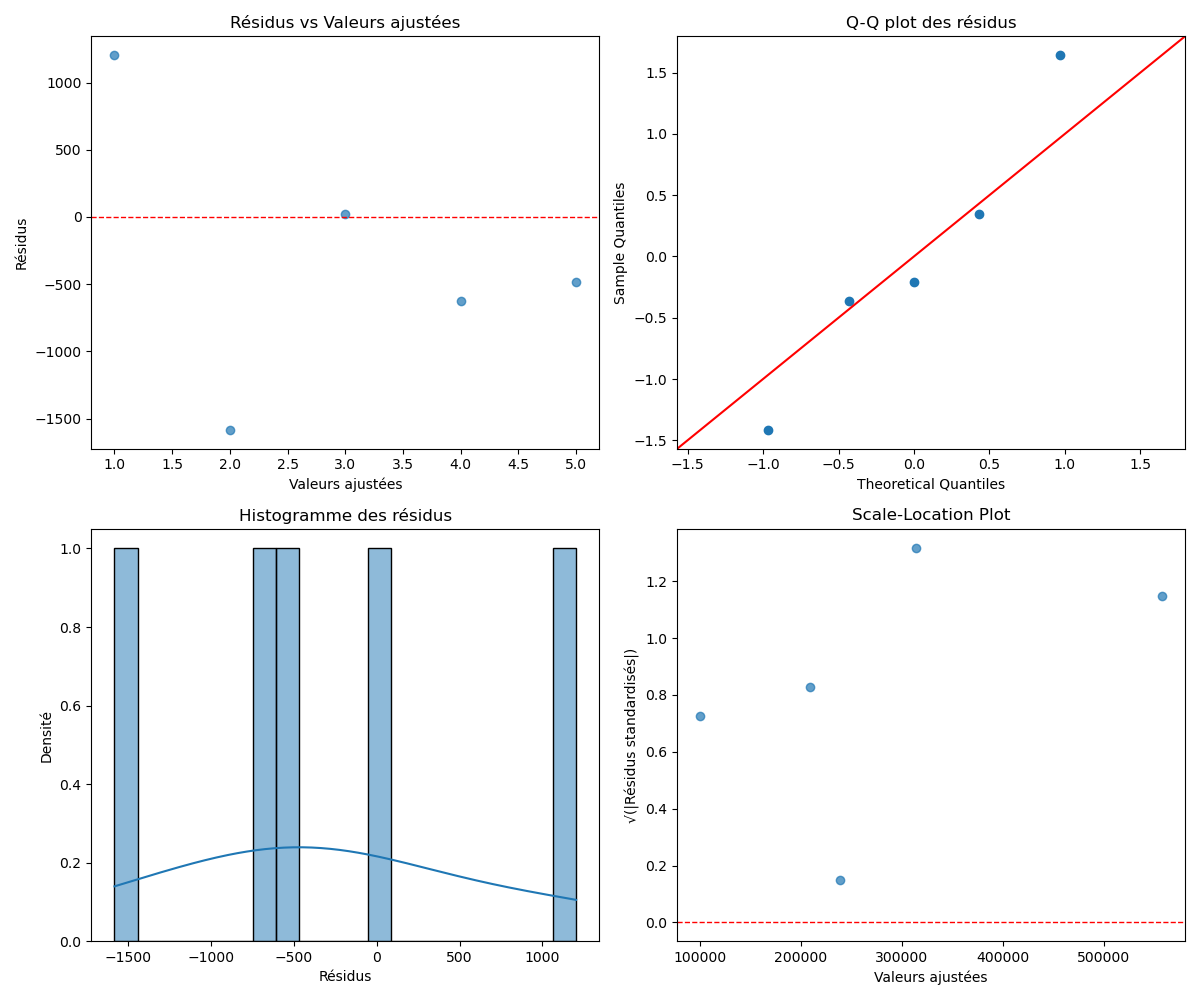 Résidus vs Valeurs ajustées
1000
500
0
−500
−1000
−1500
Résidus
1.0 1.5 2.0 2.5 3.0 3.5 4.0 4.5 5.0
Valeurs ajustées
Q-Q plot des résidus
1.5
1.0
0.5
0.0
−0.5
−1.0
−1.5
Sample Quantiles
−1.5 −1.0 −0.5 0.0 0.5 1.0 1.5
Theoretical Quantiles
Histogramme des résidus
1.0
0.8
0.6
0.4
0.2
0.0
Densité
−1500 −1000 −500 0 500 1000
Résidus
Scale-Location Plot
1.2
1.0
0.8
0.6
0.4
0.2
0.0
√(|Résidus standardisés|)
100000 200000 300000 400000 500000
Valeurs ajustées